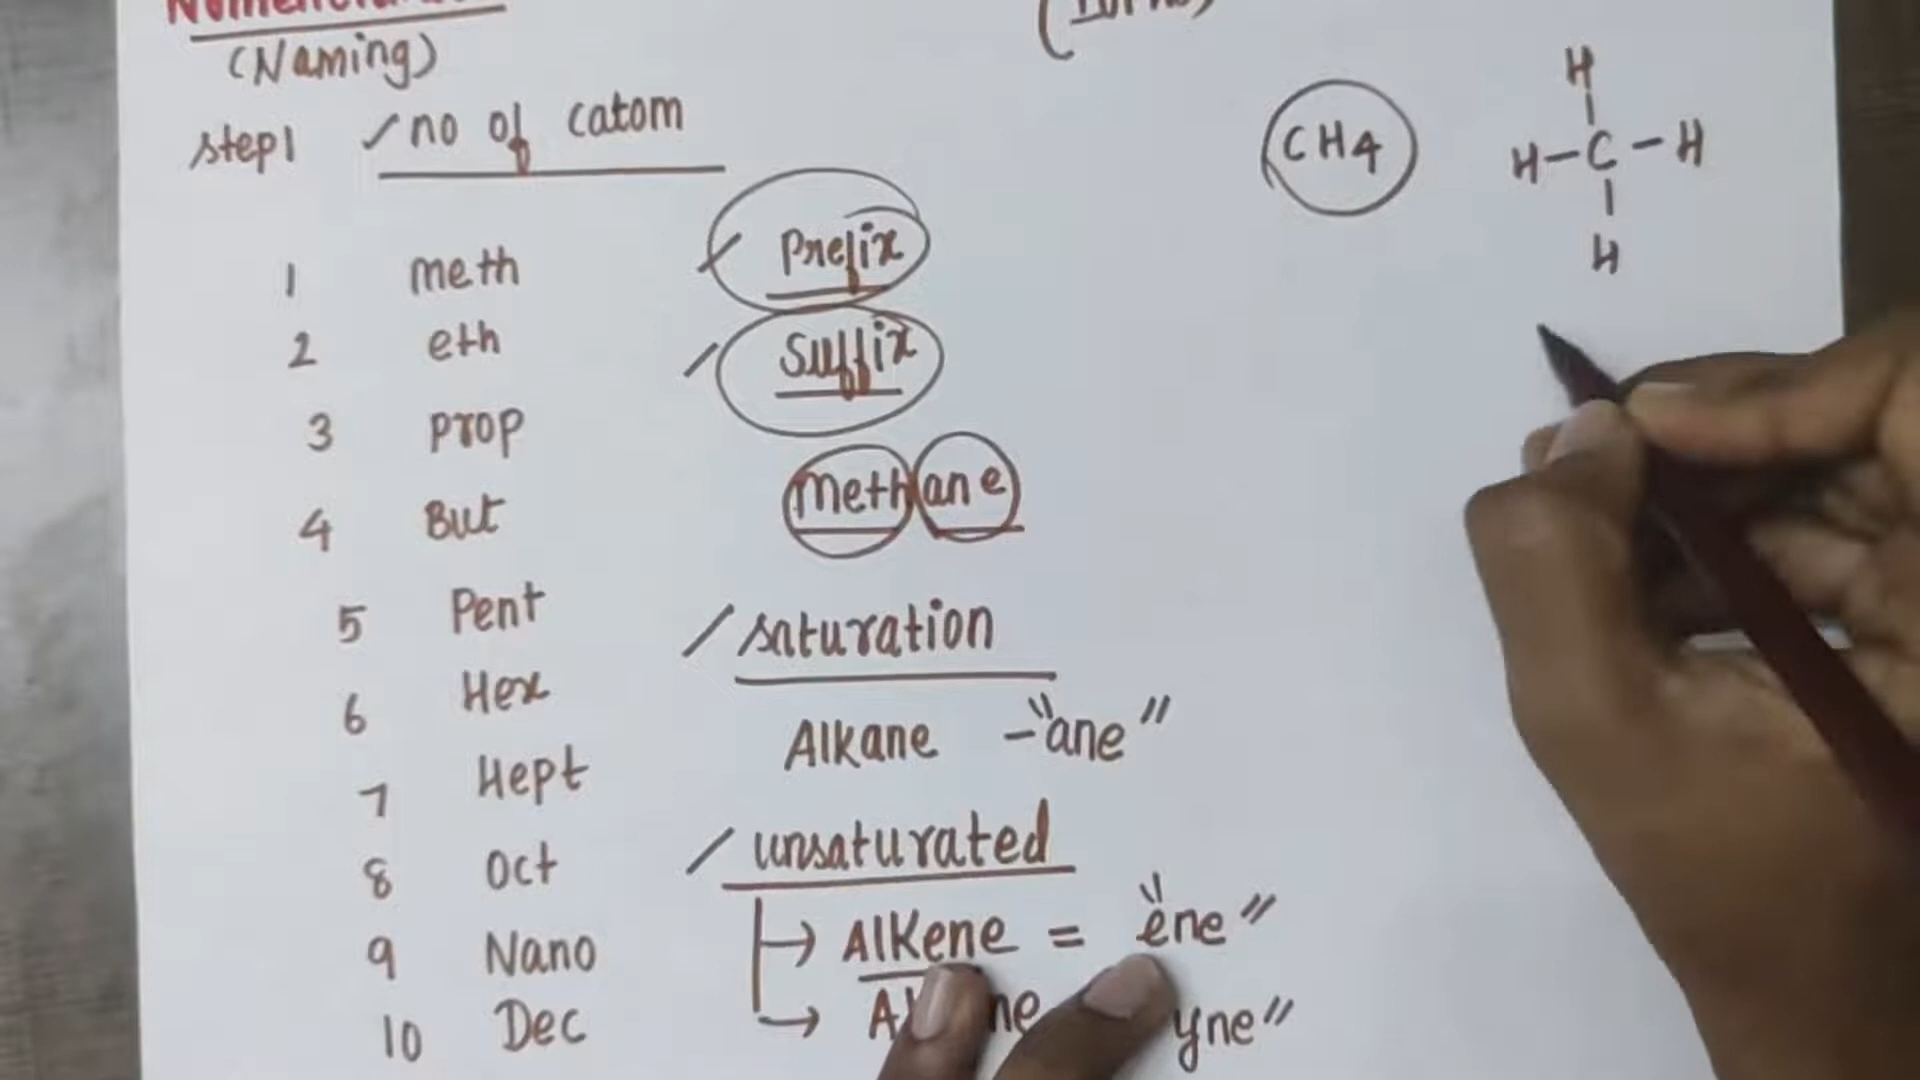 (Naming)
step1 ✓no of catom
1 meth
2 eth
3 Prop
4 But
5 Pent
6 Hex
7 Hept
8 Oct
9 Nano
10 Dec
Prefix
Suffix
Methane
saturation
Alkane - "ane"
unsaturated
→ Alkene = "ene"
→ yne"
CH4
H
H-C-H
H